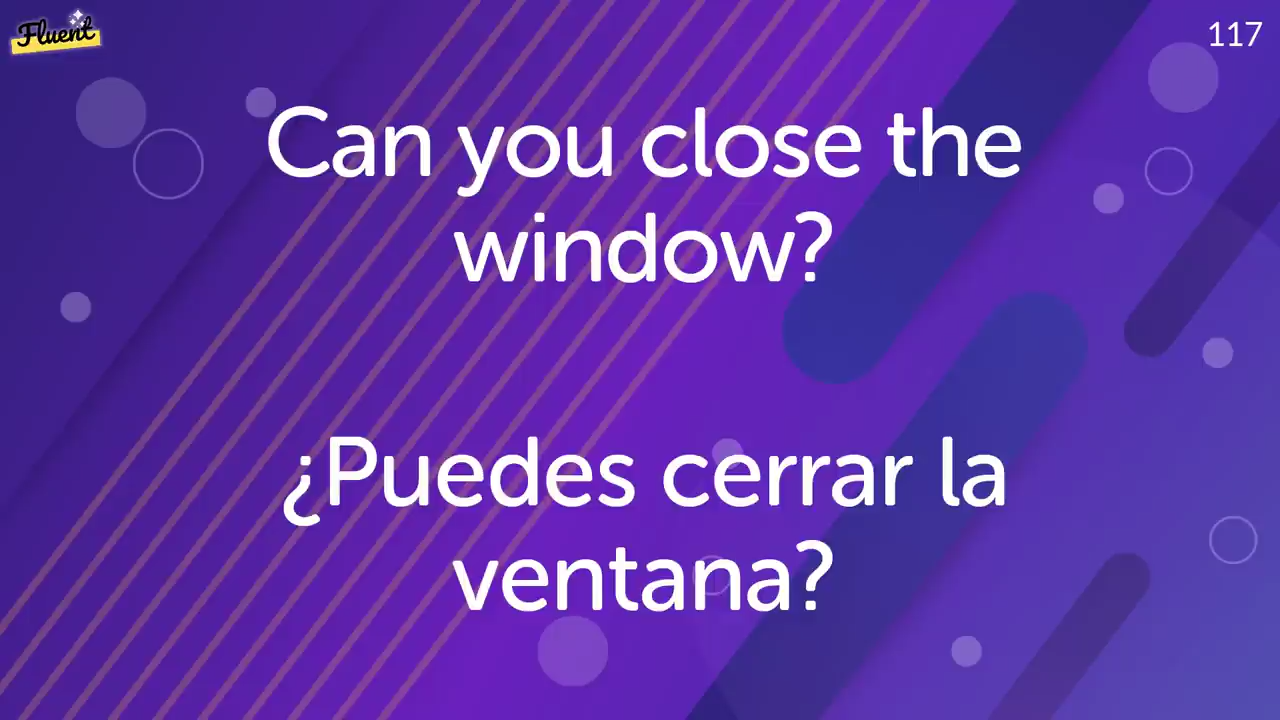 Fluent
117
Can you close the
window?
¿Puedes cerrar la
ventana?